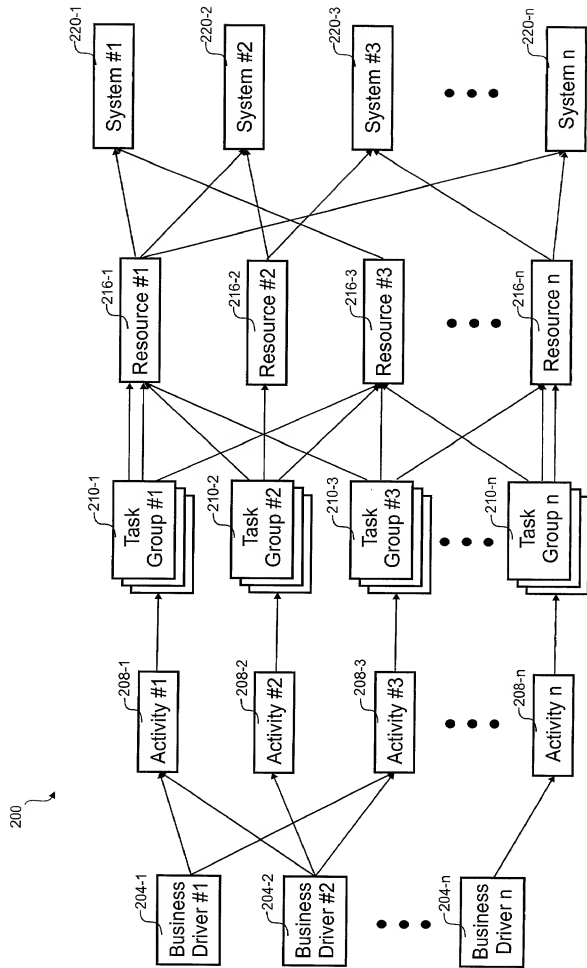 200
204-1
Business
Driver #1
204-2
Business
Driver #2
204-n
Business
Driver n
208-1
Activity #1
208-2
Activity #2
208-3
Activity #3
208-n
Activity n
210-1
Task
Group #1
210-2
Task
Group #2
210-3
Task
Group #3
210-n
Task
Group n
216-1
Resource #1
216-2
Resource #2
216-3
Resource #3
216-n
Resource n
220-1
System #1
220-2
System #2
220-3
System #3
220-n
System n